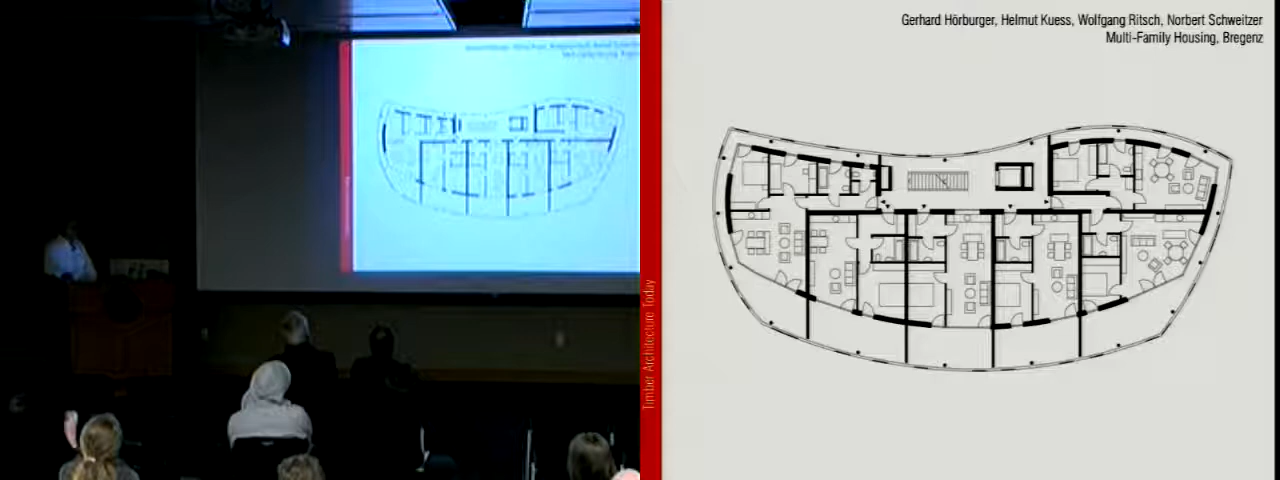 Gerhard Hörburger, Helmut Kuess, Wolfgang Ritsch, Norbert Schweitzer
Multi-Family Housing, Bregenz
Timber Architecture Today